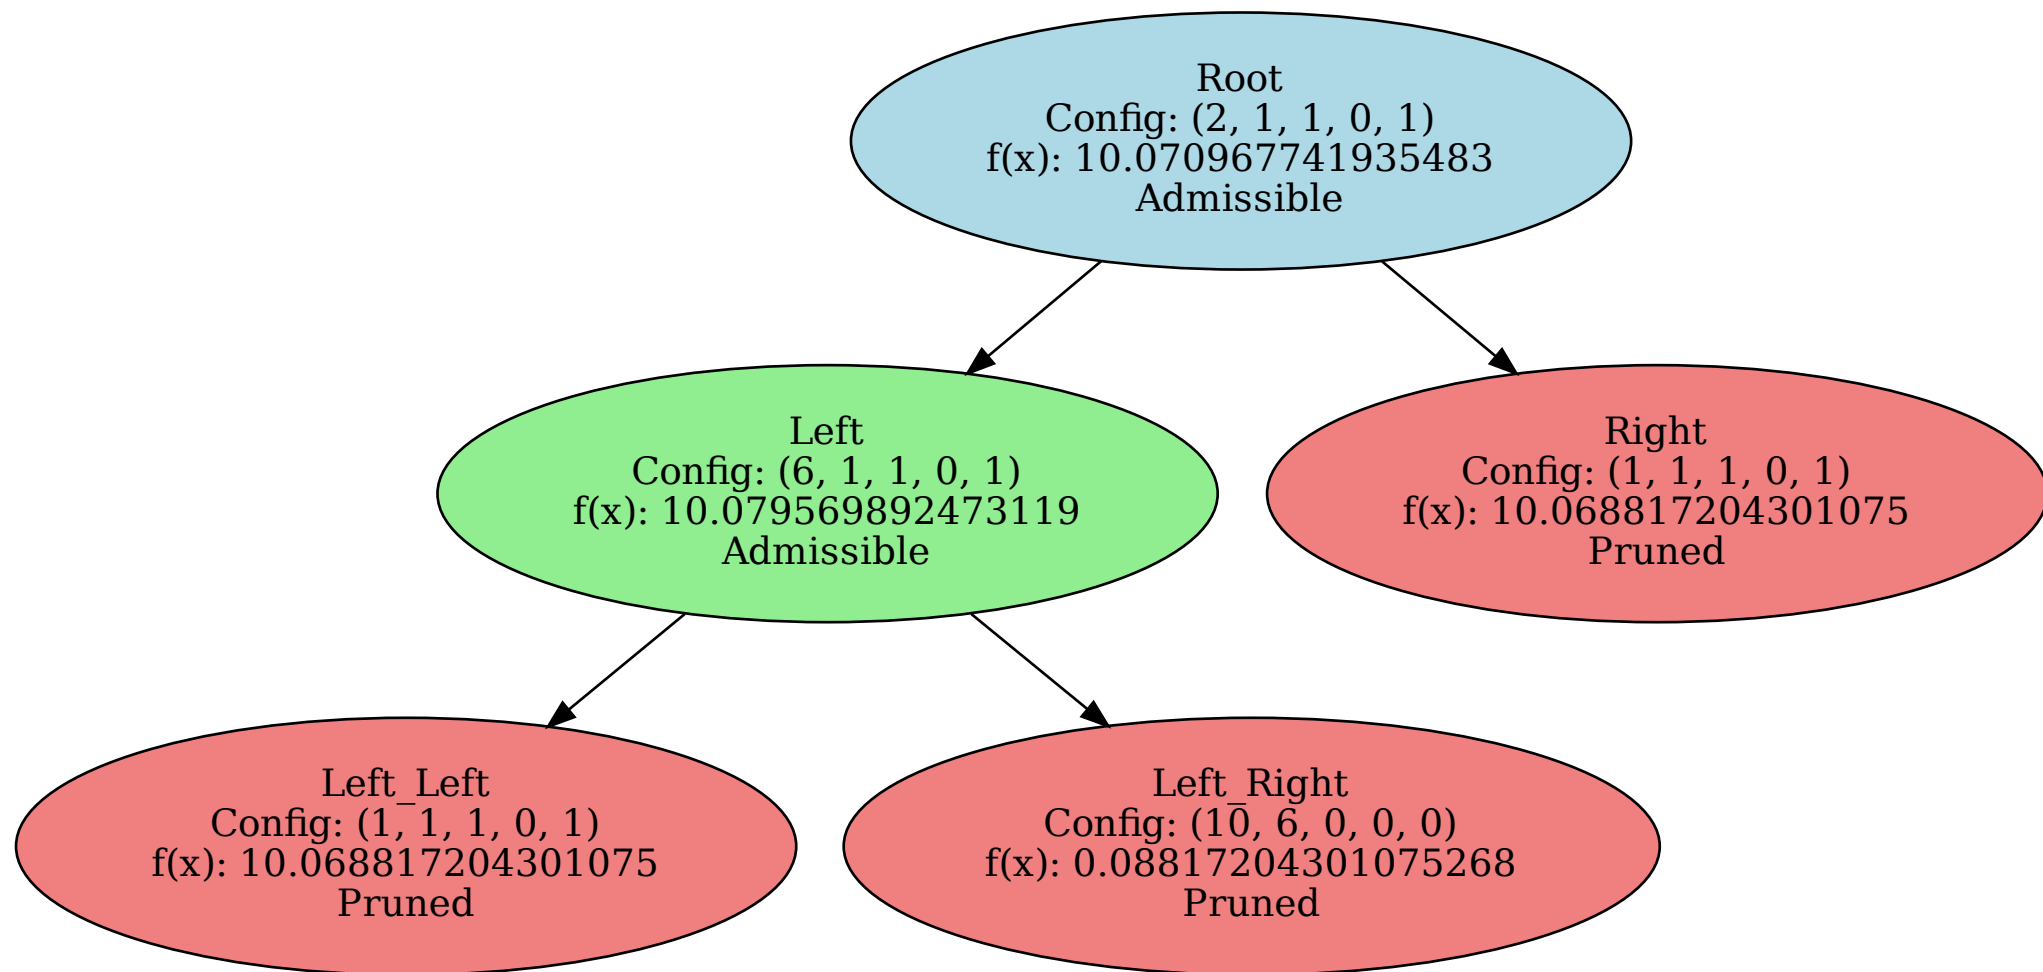 Root
Config: (2, 1, 1, 0, 1)
f(x): 10.070967741935483
Admissible
Left
Config: (6, 1, 1, 0, 1)
f(x): 10.079569892473119
Admissible
Right
Config: (1, 1, 1, 0, 1)
f(x): 10.068817204301075
Pruned
Left_Left
Config: (1, 1, 1, 0, 1)
f(x): 10.068817204301075
Pruned
Left_Right
Config: (10, 6, 0, 0, 0)
f(x): 0.08817204301075268
Pruned